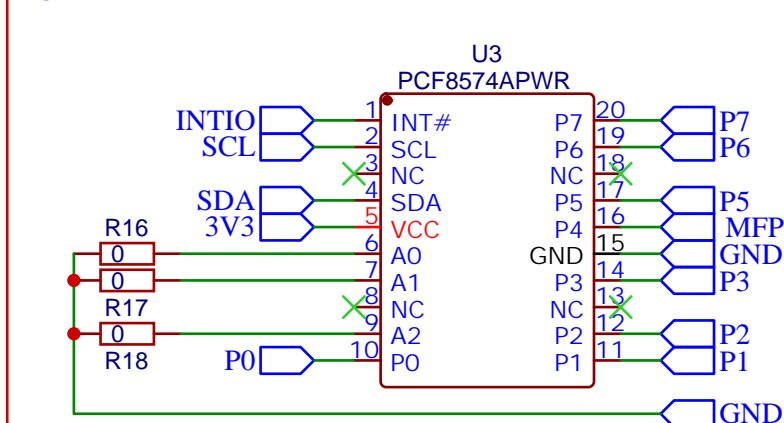 U3
PCF8574APWR
INTIO 1 INT# P7 20 P7
SCL 2 SCL P6 19 P6
3 NC NC 18
SDA 4 SDA P5 17 P5
3V3 5 VCC P4 16 MFP
R16 0 6 A0 GND 15 GND
0 7 A1 P3 14 P3
R17 8 NC NC 13
0 9 A2 P2 12 P2
R18 P0 10 P0 P1 11 P1
GND